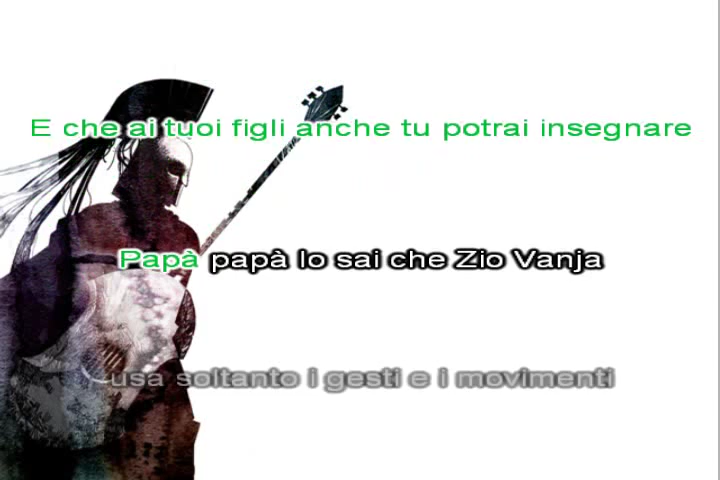 E che ai tuoi figli anche tu potrai insegnare
Papà papà lo sai che Zio Vanja
usa soltanto i gesti e i movimenti